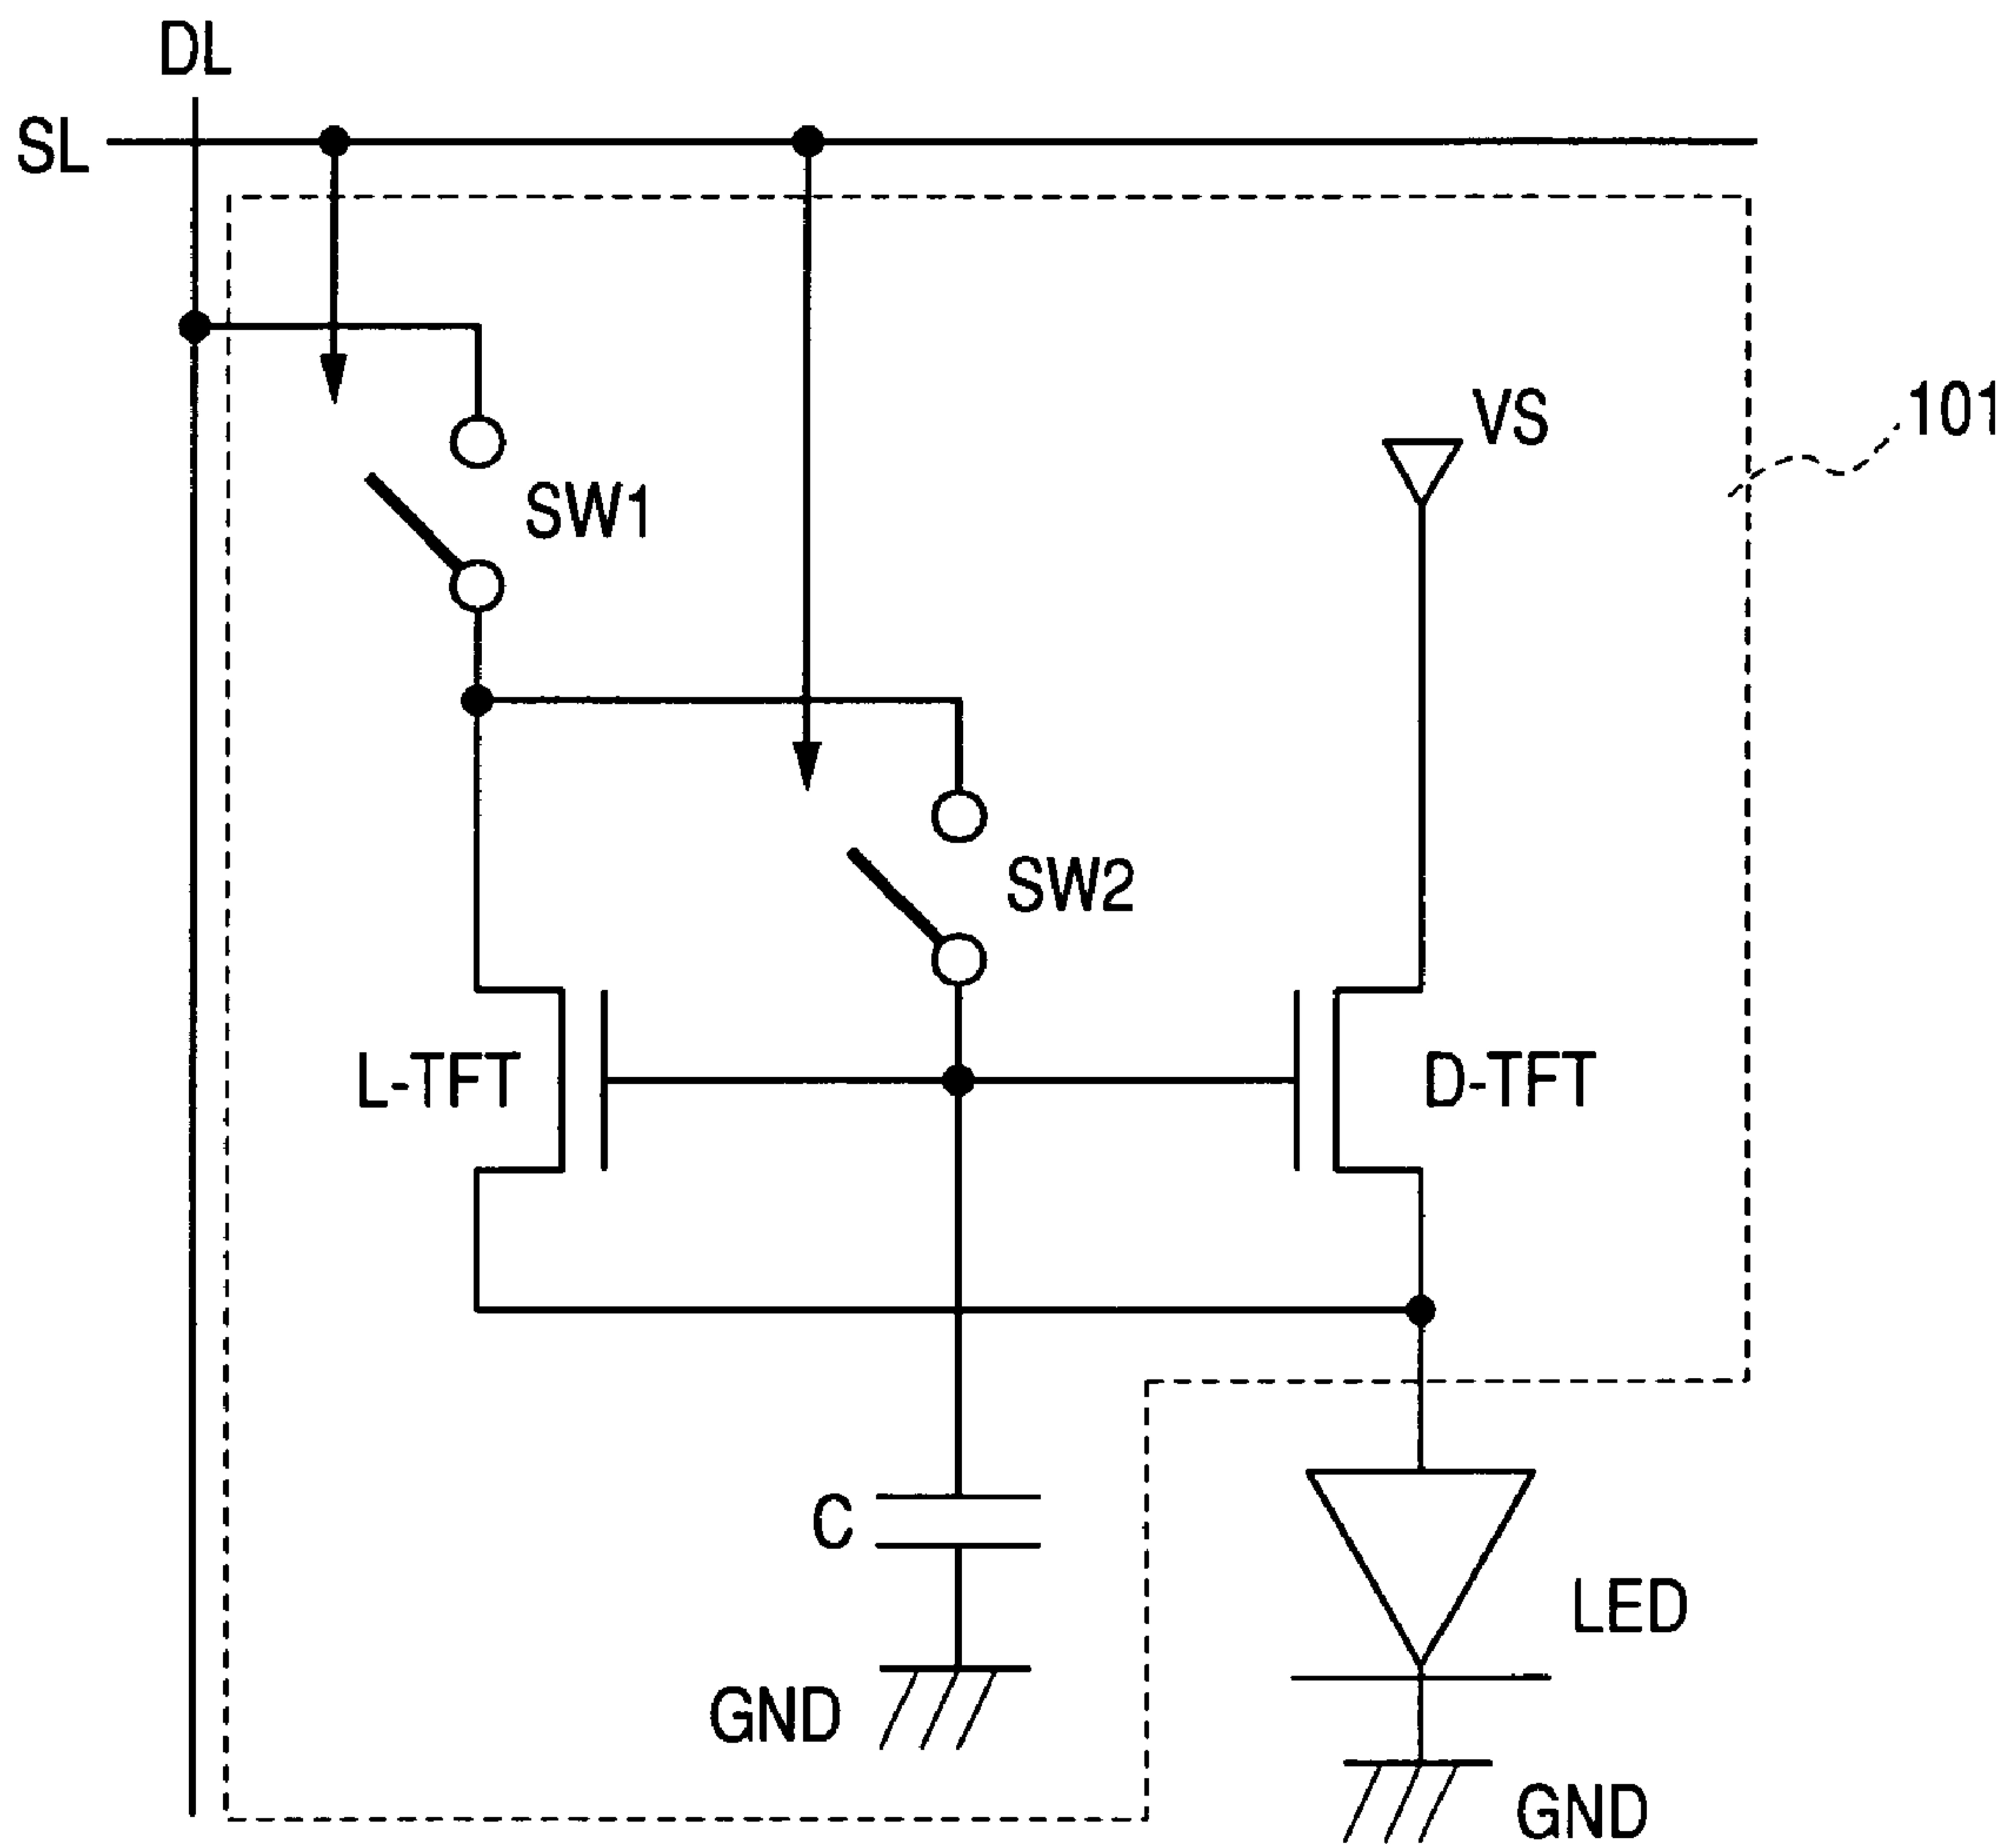 DL
SL
VS
101
SW1
SW2
L-TFT
D-TFT
C
LED
GND
GND